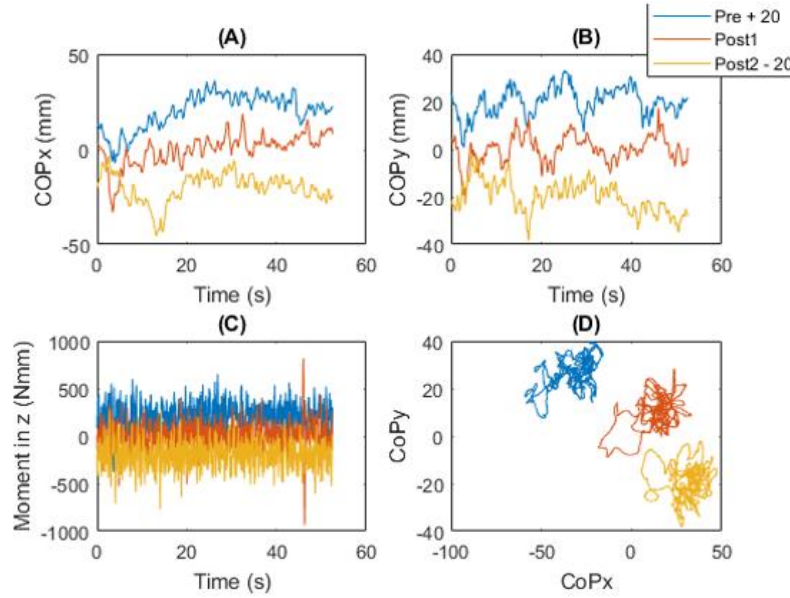 (A)
50
0
-50
COPx (mm)
0
20
40
60
Time (s)
(B)
40
20
0
-20
-40
COPy (mm)
0
20
40
60
Time (s)
Pre + 20
Post1
Post2 - 20
(C)
1000
500
0
-500
-1000
Moment in z (Nmm)
0
20
40
60
Time (s)
(D)
40
20
0
-20
-40
CoPy
-100
-50
0
50
CoPx